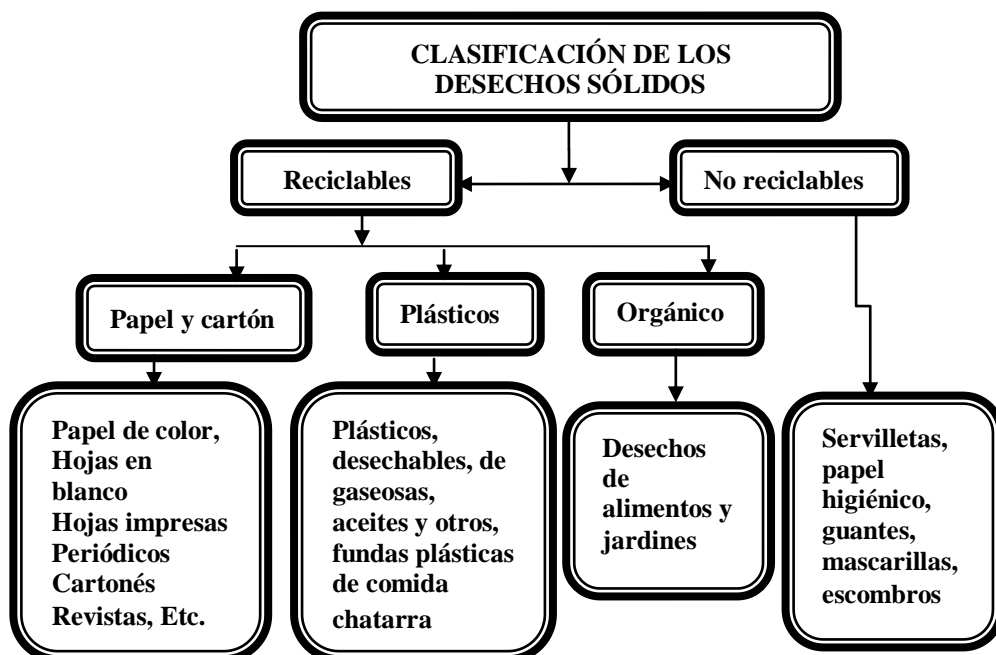 CLASIFICACIÓN DE LOS
DESECHOS SÓLIDOS
Reciclables
No reciclables
Papel y cartón
Plásticos
Orgánico
Papel de color,
Hojas en
blanco
Hojas impresas
Periódicos
Cartonés
Revistas, Etc.
Plásticos,
desechables, de
gaseosas,
aceites y otros,
fundas plásticas
de comida
chatarra
Desechos
de
alimentos y
jardines
Servilletas,
papel
higiénico,
guantes,
mascarillas,
escombros